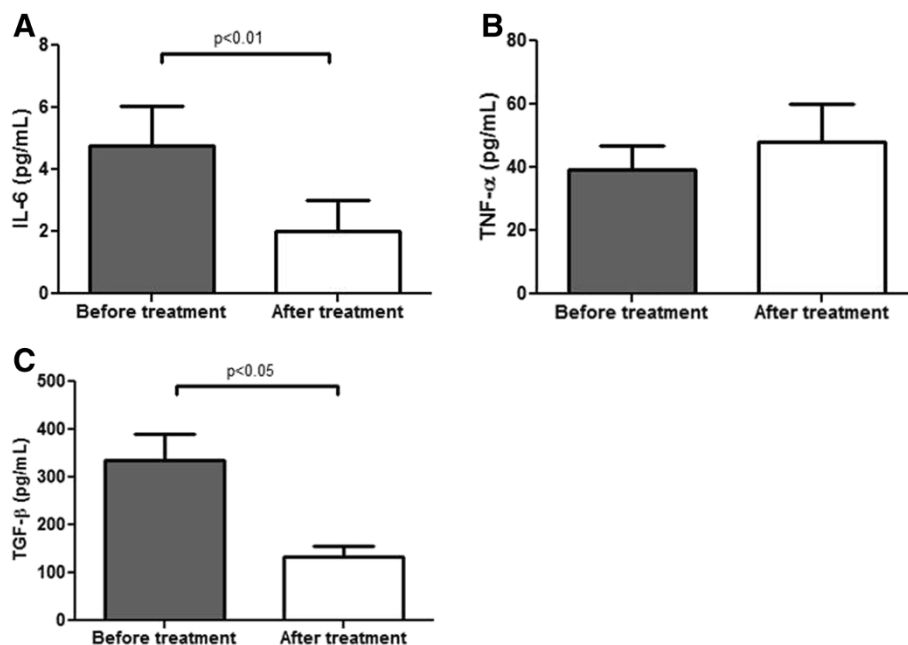 A
p<0.01
8
6
4
2
0
IL-6 (pg/mL)
Before treatment
After treatment
B
80
60
40
20
0
TNF-α (pg/mL)
Before treatment
After treatment
C
p<0.05
500
400
300
200
100
0
TGF-β (pg/mL)
Before treatment
After treatment